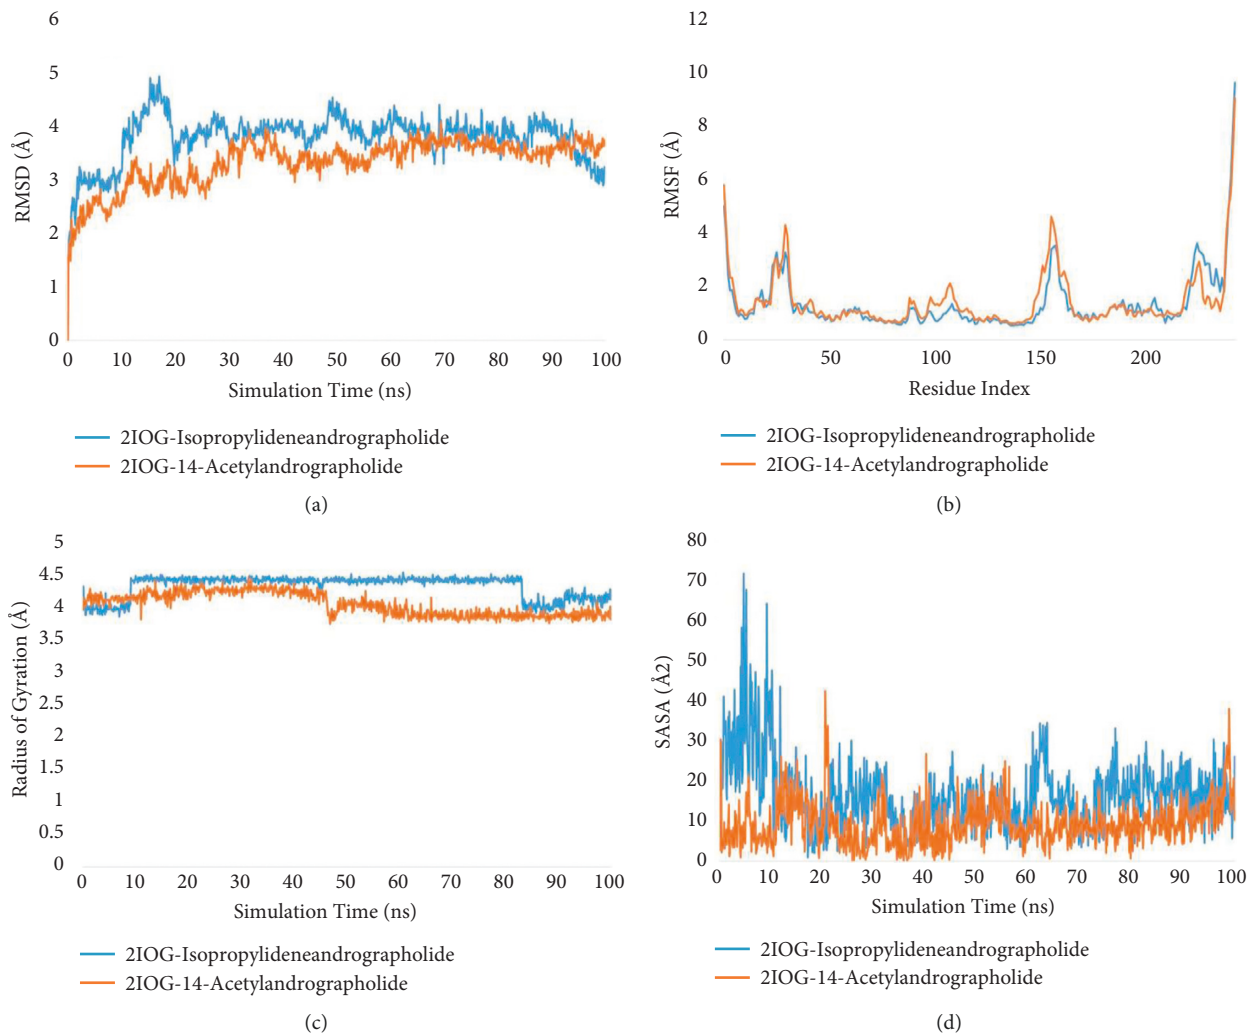 6
5
4
3
2
1
0
RMSD (Å)
0 10 20 30 40 50 60 70 80 90 100
Simulation Time (ns)
2IOG-Isopropylideneandrographolide
2IOG-14-Acetylandrographolide
(a)
12
10
8
6
4
2
0
RMSF (Å)
0 50 100 150 200
Residue Index
2IOG-Isopropylideneandrographolide
2IOG-14-Acetylandrographolide
(b)
5
4.5
4
3.5
3
2.5
2
1.5
1
0.5
0
Radius of Gyration (Å)
0 10 20 30 40 50 60 70 80 90 100
Simulation Time (ns)
2IOG-Isopropylideneandrographolide
2IOG-14-Acetylandrographolide
(c)
80
70
60
50
40
30
20
10
0
SASA (Å2)
0 10 20 30 40 50 60 70 80 90 100
Simulation Time (ns)
2IOG-Isopropylideneandrographolide
2IOG-14-Acetylandrographolide
(d)